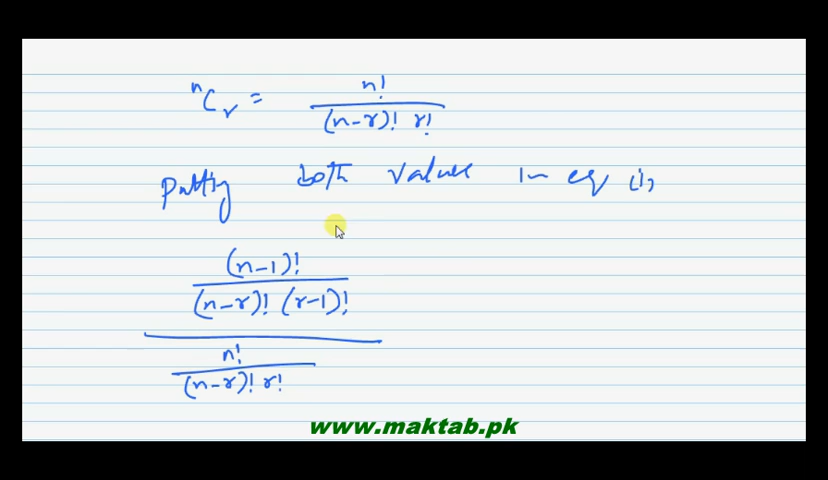 ⁿCᵣ = n! / (n-r)! r!
Putting both values in eq (i),
(n-1)!
(n-r)! (r-1)!
n!
(n-r)! r!
www.maktab.pk